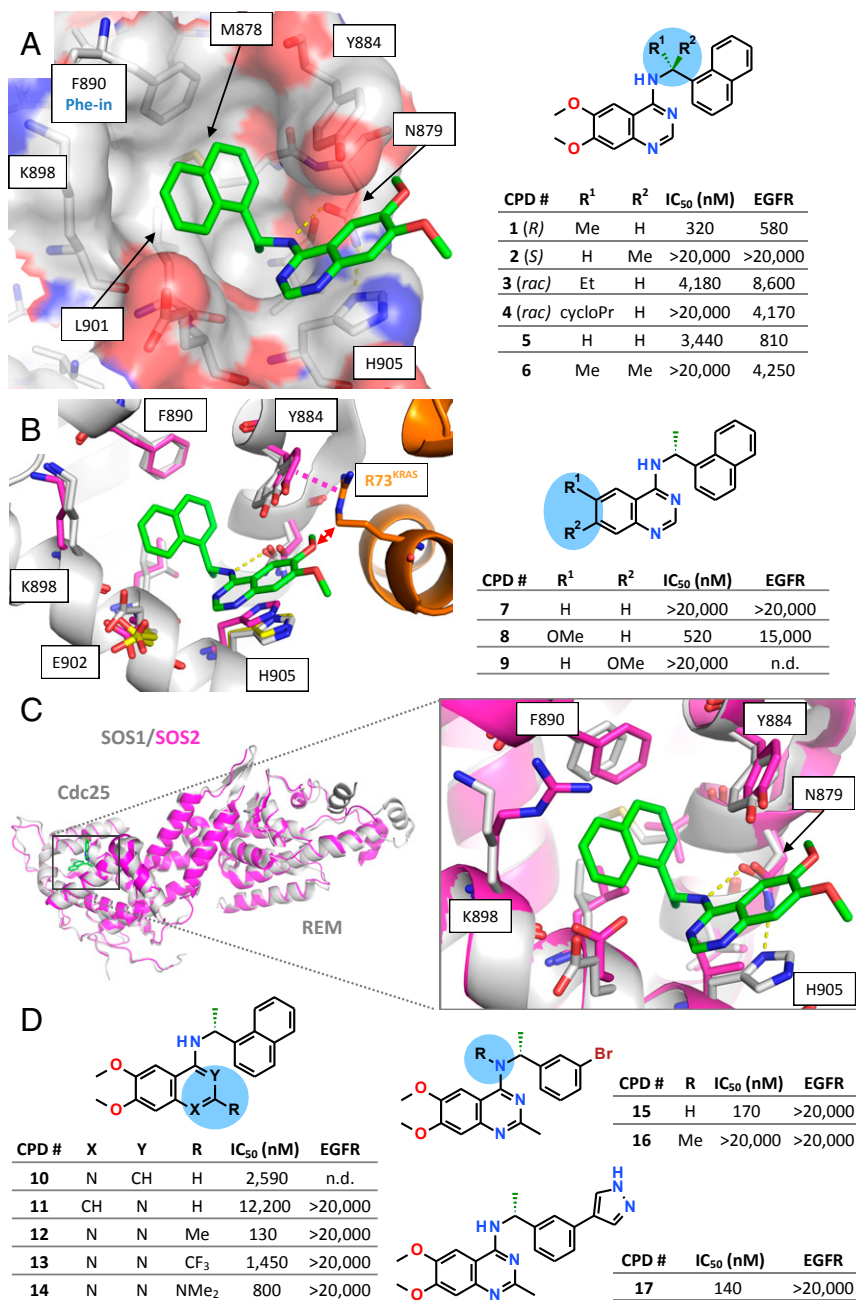 A
M878
Y884
F890
Phe-in
N879
K898
L901
H905
R¹ R²
HN
O
O
N
N
CPD # R¹ R² IC₅₀ (nM) EGFR
1 (R) Me H 320 580
2 (S) H Me >20,000 >20,000
3 (rac) Et H 4,180 8,600
4 (rac) cycloPr H >20,000 4,170
5 H H 3,440 810
6 Me Me >20,000 4,250
B
F890
Y884
R73ᴷᴿᴬˢ
K898
E902
H905
HN
R¹
R²
N
N
CPD # R¹ R² IC₅₀ (nM) EGFR
7 H H >20,000 >20,000
8 OMe H 520 15,000
9 H OMe >20,000 n.d.
C
SOS1/SOS2
Cdc25
REM
F890
Y884
N879
K898
H905
D
HN
O
O
Y
X
R
CPD # X Y R IC₅₀ (nM) EGFR
10 N CH H 2,590 n.d.
11 CH N H 12,200 >20,000
12 N N Me 130 >20,000
13 N N CF₃ 1,450 >20,000
14 N N NMe₂ 800 >20,000
R
N
Br
O
O
N
N
CPD # R IC₅₀ (nM) EGFR
15 H 170 >20,000
16 Me >20,000 >20,000
H
N
N
HN
O
O
N
N
CPD # IC₅₀ (nM) EGFR
17 140 >20,000